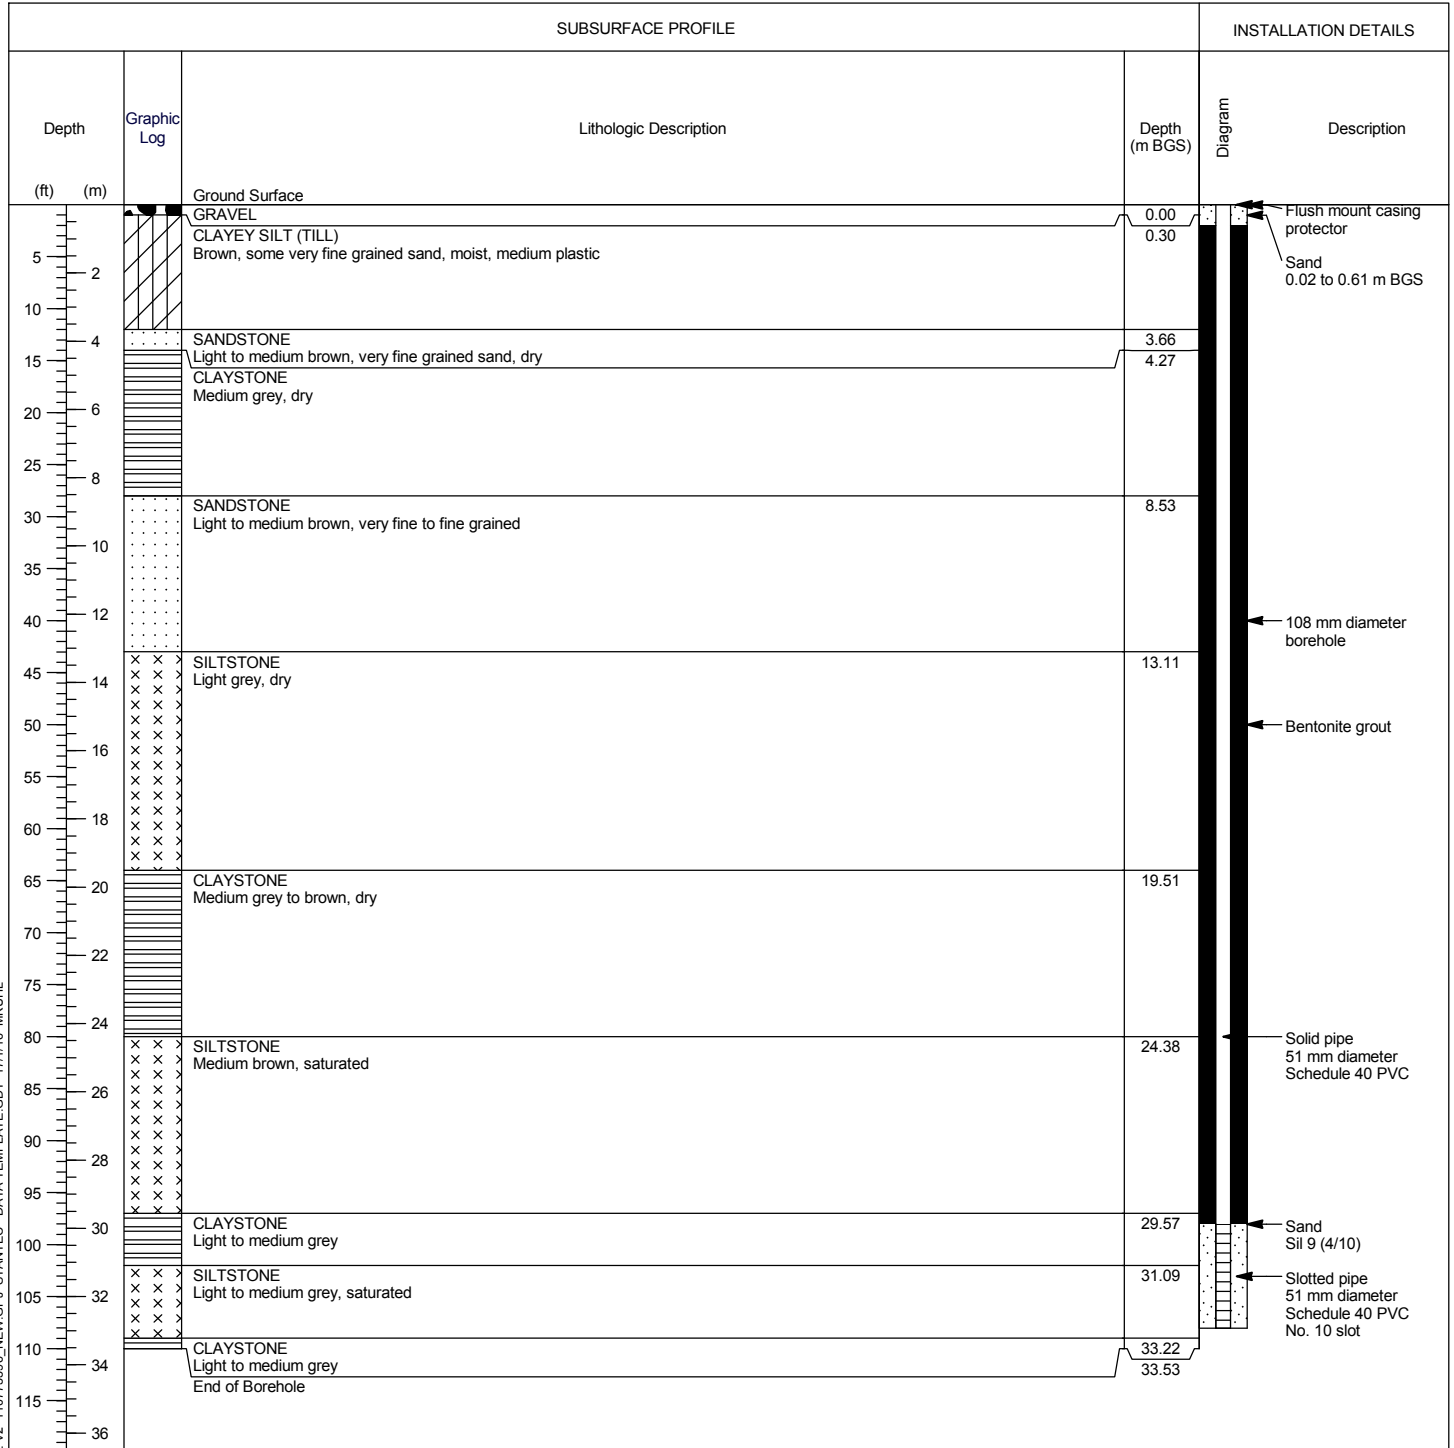 SUBSURFACE PROFILE
INSTALLATION DETAILS
Depth
Graphic
Log
Lithologic Description
Depth
(m BGS)
Diagram
Description
(ft)
(m)
Ground Surface
GRAVEL
0.00
CLAYEY SILT (TILL)
0.30
Brown, some very fine grained sand, moist, medium plastic
SANDSTONE
3.66
Light to medium brown, very fine grained sand, dry
4.27
CLAYSTONE
Medium grey, dry
SANDSTONE
8.53
Light to medium brown, very fine to fine grained
SILTSTONE
13.11
Light grey, dry
CLAYSTONE
19.51
Medium grey to brown, dry
SILTSTONE
24.38
Medium brown, saturated
CLAYSTONE
29.57
Light to medium grey
SILTSTONE
31.09
Light to medium grey, saturated
CLAYSTONE
33.22
Light to medium grey
33.53
End of Borehole
5
10
15
20
25
30
35
40
45
50
55
60
65
70
75
80
85
90
95
100
105
110
115
2
4
6
8
10
12
14
16
18
20
22
24
26
28
30
32
34
36
Flush mount casing
protector
Sand
0.02 to 0.61 m BGS
108 mm diameter
borehole
Bentonite grout
Solid pipe
51 mm diameter
Schedule 40 PVC
Sand
Sil 9 (4/10)
Slotted pipe
51 mm diameter
Schedule 40 PVC
No. 10 slot